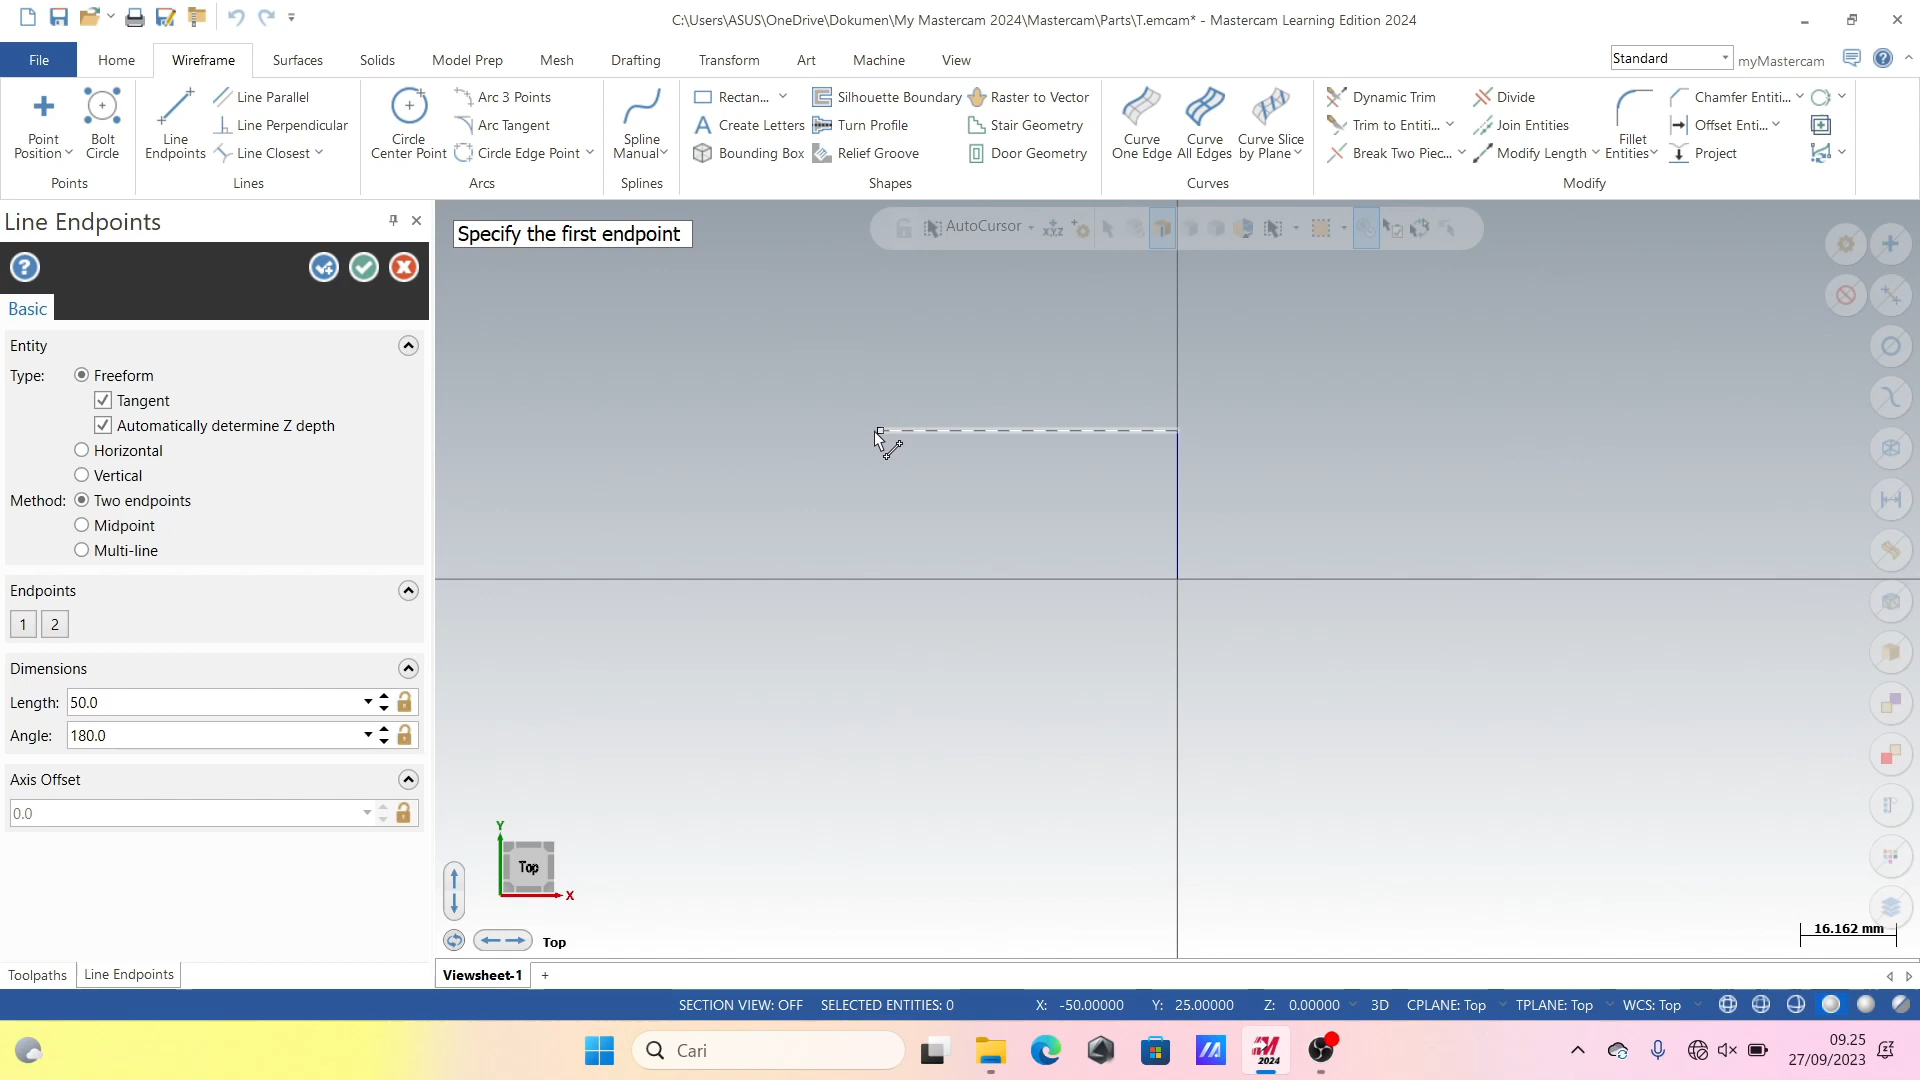 C:\Users\ASUS\OneDrive\Dokumen\My Mastercam 2024\Mastercam\Parts\T.emcam* - Mastercam Learning Edition 2024
File Home Wireframe Surfaces Solids Model Prep Mesh Drafting Transform Art Machine View Standard myMastercam
Point Position
Bolt Circle
Points
Line Endpoints
Line Parallel
Line Perpendicular
Line Closest
Lines
Circle Center Point
Arc 3 Points
Arc Tangent
Circle Edge Point
Arcs
Spline Manual
Splines
Rectan...
Create Letters
Bounding Box
Silhouette Boundary
Turn Profile
Relief Groove
Raster to Vector
Stair Geometry
Door Geometry
Shapes
Curve One Edge
Curve All Edges
Curve Slice by Plane
Curves
Dynamic Trim
Trim to Entiti...
Break Two Piec...
Divide
Join Entities
Modify Length
Fillet Entities
Chamfer Entiti...
Offset Enti...
Project
Modify
Line Endpoints
Basic
Entity
Type: Freeform
Tangent
Automatically determine Z depth
Horizontal
Vertical
Method: Two endpoints
Midpoint
Multi-line
Endpoints
1 2
Dimensions
Length: 50.0
Angle: 180.0
Axis Offset
0.0
Toolpaths Line Endpoints
Specify the first endpoint
AutoCursor
Y
Top
X
Top
16.162 mm
Viewsheet-1 +
SECTION VIEW: OFF SELECTED ENTITIES: 0 X: -50.00000 Y: 25.00000 Z: 0.00000 3D CPLANE: Top TPLANE: Top WCS: Top
Cari
2024
09.25
27/09/2023